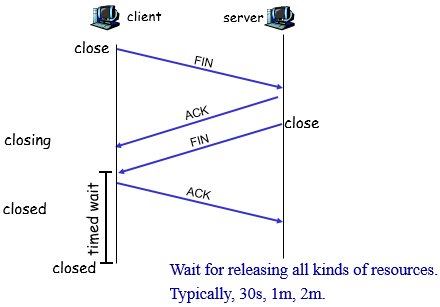 client
server
close
FIN
ACK
close
closing
FIN
timed wait
ACK
closed
closed
Wait for releasing all kinds of resources.
Typically, 30s, 1m, 2m.